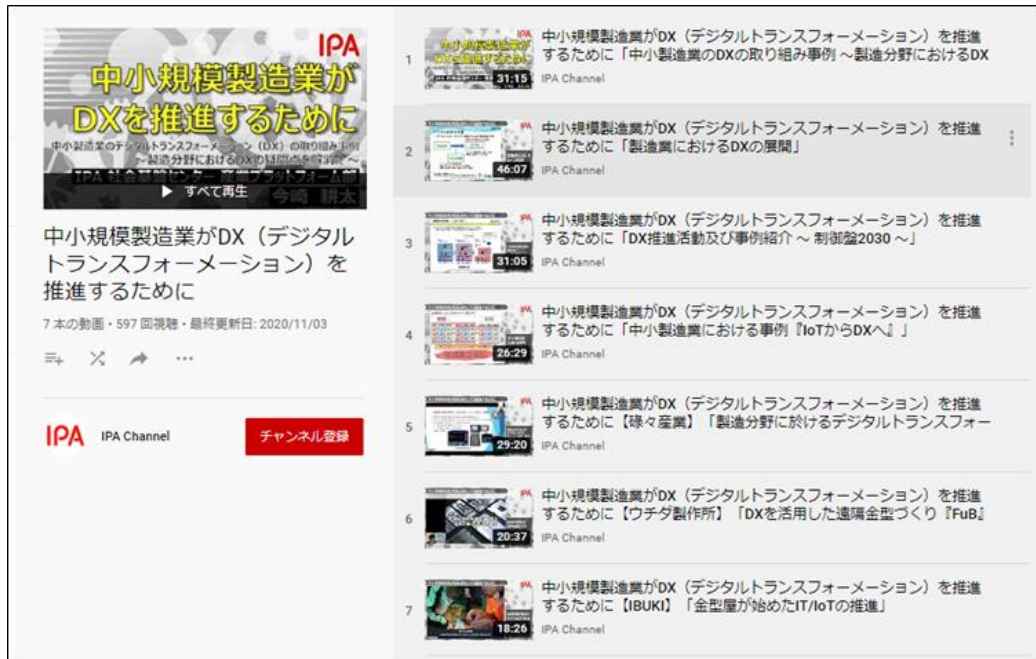 IPA
中小規模製造業が
DXを推進するために
中小製造業のデジタルトランスフォーメーション（DX）の取り組み事例
～製造分野におけるDXの疑問点を解消～
IPA 社会基盤センター 産業プラットフォーム部
今崎 耕太
すべて再生
中小規模製造業がDX（デジタル
トランスフォーメーション）を
推進するために
7 本の動画・597 回視聴・最終更新日: 2020/11/03
IPA
IPA Channel
チャンネル登録
1
31:15
中小規模製造業がDX（デジタルトランスフォーメーション）を推進
するために「中小製造業のDXの取り組み事例 ～製造分野におけるDX
IPA Channel
2
46:07
中小規模製造業がDX（デジタルトランスフォーメーション）を推進
するために「製造業におけるDXの展開」
IPA Channel
3
31:05
中小規模製造業がDX（デジタルトランスフォーメーション）を推進
するために「DX推進活動及び事例紹介 ～ 制御盤2030 ～」
IPA Channel
4
26:29
中小規模製造業がDX（デジタルトランスフォーメーション）を推進
するために「中小製造業における事例『IoTからDXへ』」
IPA Channel
5
29:20
中小規模製造業がDX（デジタルトランスフォーメーション）を推進
するために【碌々産業】「製造分野に於けるデジタルトランスフォー
IPA Channel
6
20:37
中小規模製造業がDX（デジタルトランスフォーメーション）を推進
するために【ウチダ製作所】「DXを活用した遠隔金型づくり『FuB』
IPA Channel
7
18:26
中小規模製造業がDX（デジタルトランスフォーメーション）を推進
するために【IBUKI】「金型屋が始めたIT/IoTの推進」
IPA Channel